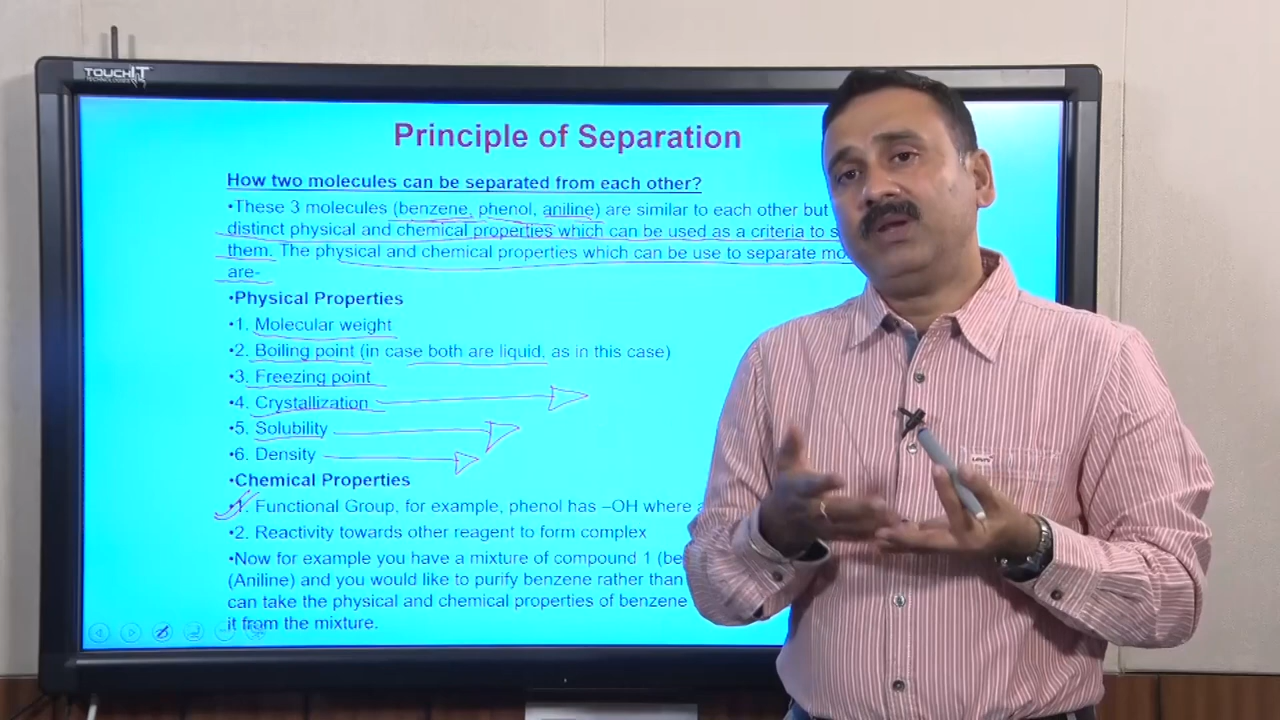 TOUCHIT
TECHNOLOGIES
Principle of Separation
How two molecules can be separated from each other?
•These 3 molecules (benzene, phenol, aniline) are similar to each other but
distinct physical and chemical properties which can be used as a criteria to s
them. The physical and chemical properties which can be use to separate mo
are-
•Physical Properties
•1. Molecular weight
•2. Boiling point (in case both are liquid, as in this case)
•3. Freezing point
•4. Crystallization
•5. Solubility
•6. Density
•Chemical Properties
•1. Functional Group, for example, phenol has –OH where a
•2. Reactivity towards other reagent to form complex
•Now for example you have a mixture of compound 1 (be
(Aniline) and you would like to purify benzene rather than
can take the physical and chemical properties of benzene
it from the mixture.
Levi's